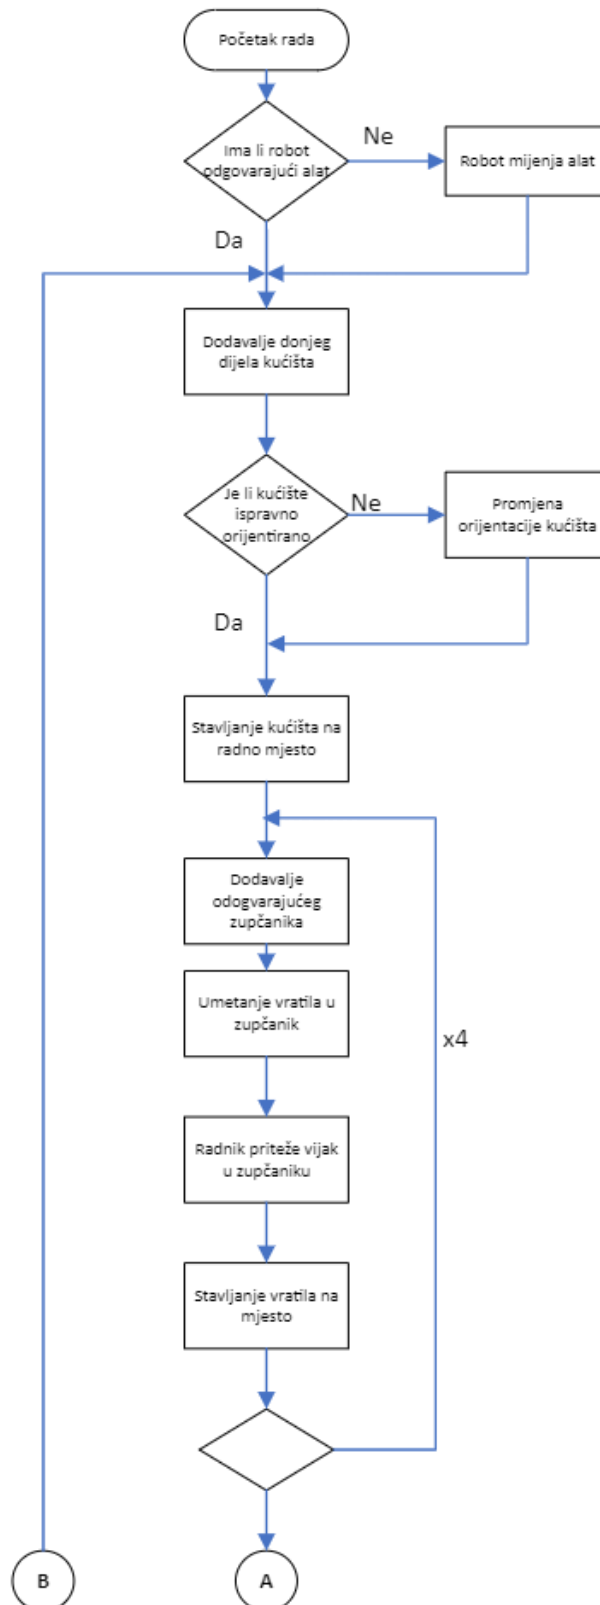 Početak rada
Ima li robot
odgovarajući alat
Ne
Robot mijenja alat
Da
Dodavalje donjeg
dijela kućišta
Je li kućište
ispravno
orijentirano
Ne
Promjena
orijentacije kućišta
Da
Stavljanje kućišta na
radno mjesto
Dodavalje
odogvarajućeg
zupčanika
Umetanje vratila u
zupčanik
x4
Radnik priteže vijak
u zupčaniku
Stavljanje vratila na
mjesto
B
A